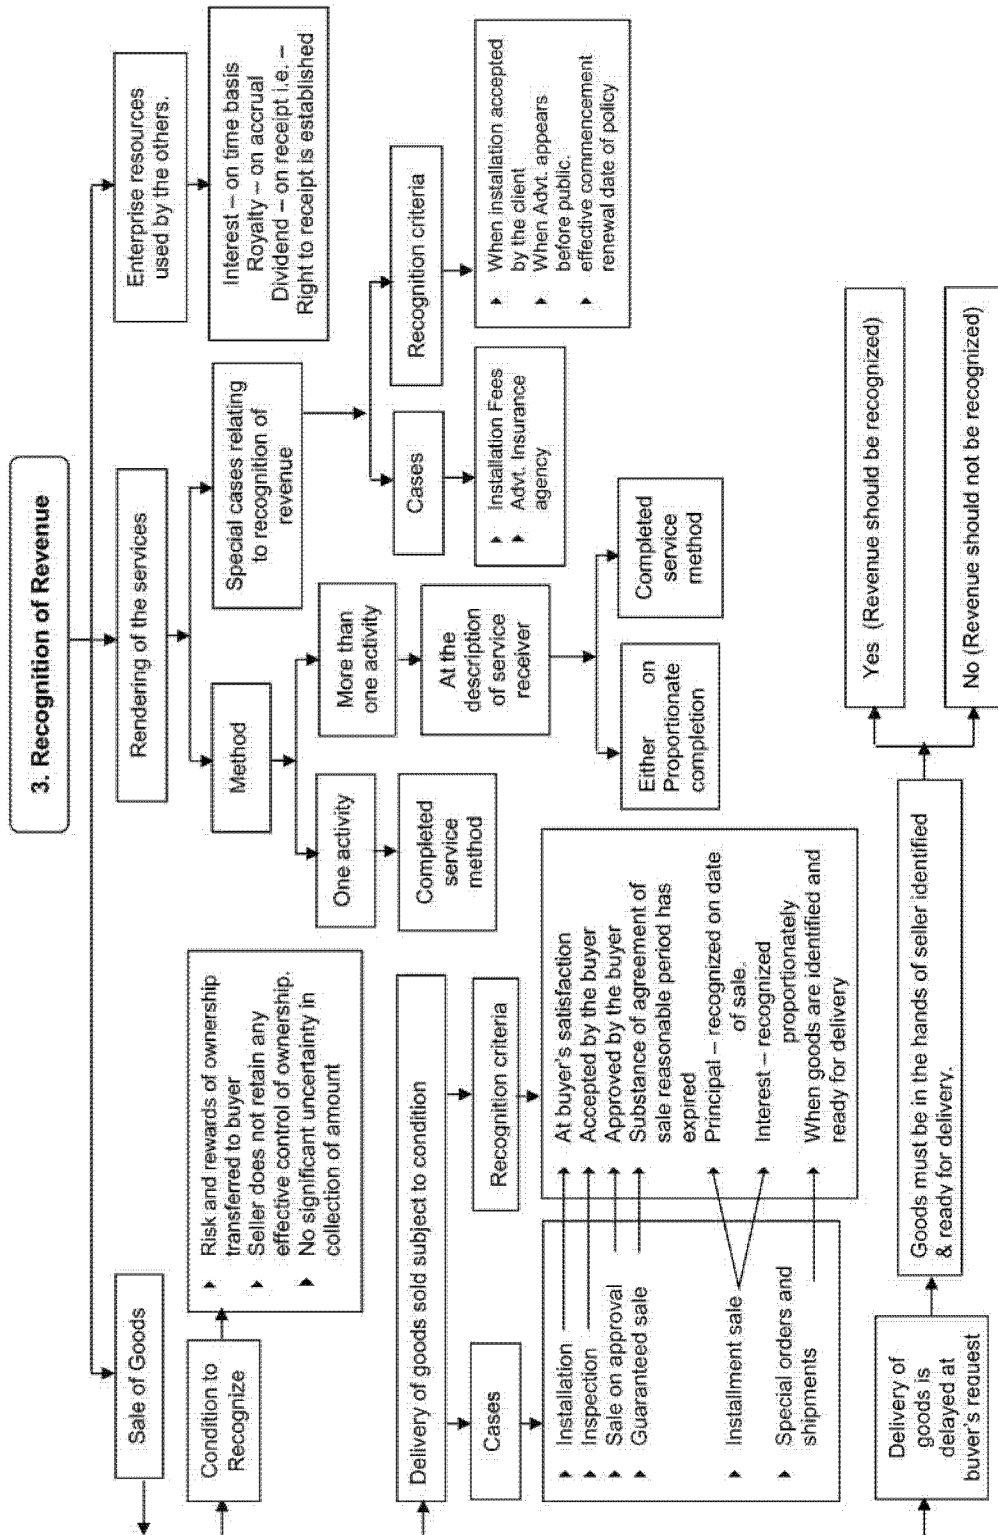 3. Recognition of Revenue
Sale of Goods
Rendering of the services
Enterprise resources
used by the others.
Condition to
Recognize
Risk and rewards of ownership
transferred to buyer
Seller does not retain any
effective control of ownership.
No significant uncertainty in
collection of amount
Method
Special cases relating
to recognition of
revenue
Interest – on time basis
Royalty – on accrual
Dividend – on receipt i.e. –
Right to receipt is established
One activity
More than
one activity
Cases
Recognition criteria
Completed
service
method
At the
description
of service
receiver
Installation Fees
Advt. Insurance
agency
When installation accepted
by the client
When Advt. appears
before public.
effective commencement
renewal date of policy
Either on
Proportionate
completion
Completed
service
method
Delivery of goods sold subject to condition
Cases
Recognition criteria
Installation
Inspection
Sale on approval
Guaranteed sale
Installment sale
Special orders and
shipments
At buyer's satisfaction
Accepted by the buyer
Approved by the buyer
Substance of agreement of
sale reasonable period has
expired
Principal – recognized on date
of sale.
Interest – recognized
proportionately
When goods are identified and
ready for delivery
Delivery of
goods is
delayed at
buyer's request
Goods must be in the hands of seller identified
& ready for delivery.
Yes (Revenue should be recognized)
No (Revenue should not be recognized)